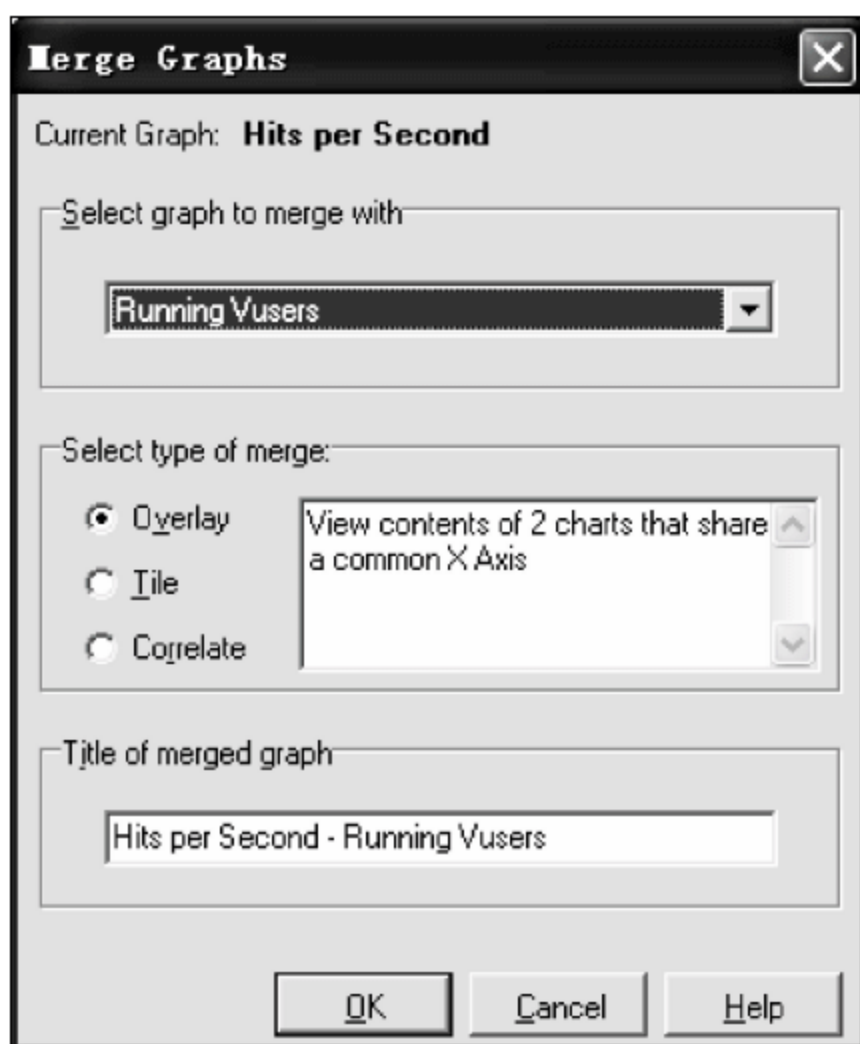 Merge Graphs
Current Graph: Hits per Second
Select graph to merge with
Running Vusers
Select type of merge:
Overlay
Tile
Correlate
View contents of 2 charts that share
a common X Axis
Title of merged graph
Hits per Second - Running Vusers
OK Cancel Help